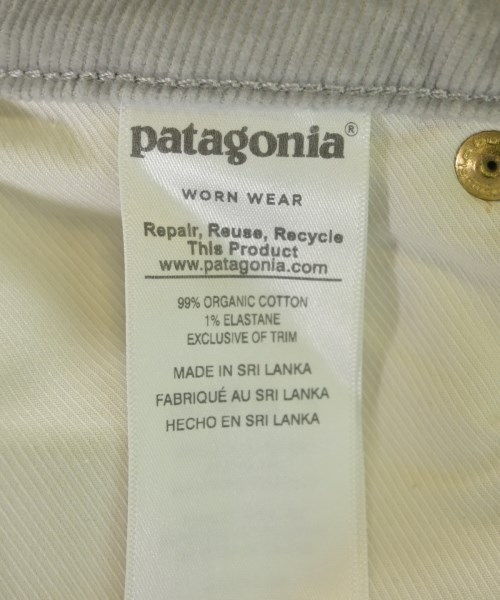 patagonia®
WORN WEAR
Repair, Reuse, Recycle
This Product
www.patagonia.com
99% ORGANIC COTTON
1% ELASTANE
EXCLUSIVE OF TRIM
MADE IN SRI LANKA
FABRIQUÉ AU SRI LANKA
HECHO EN SRI LANKA